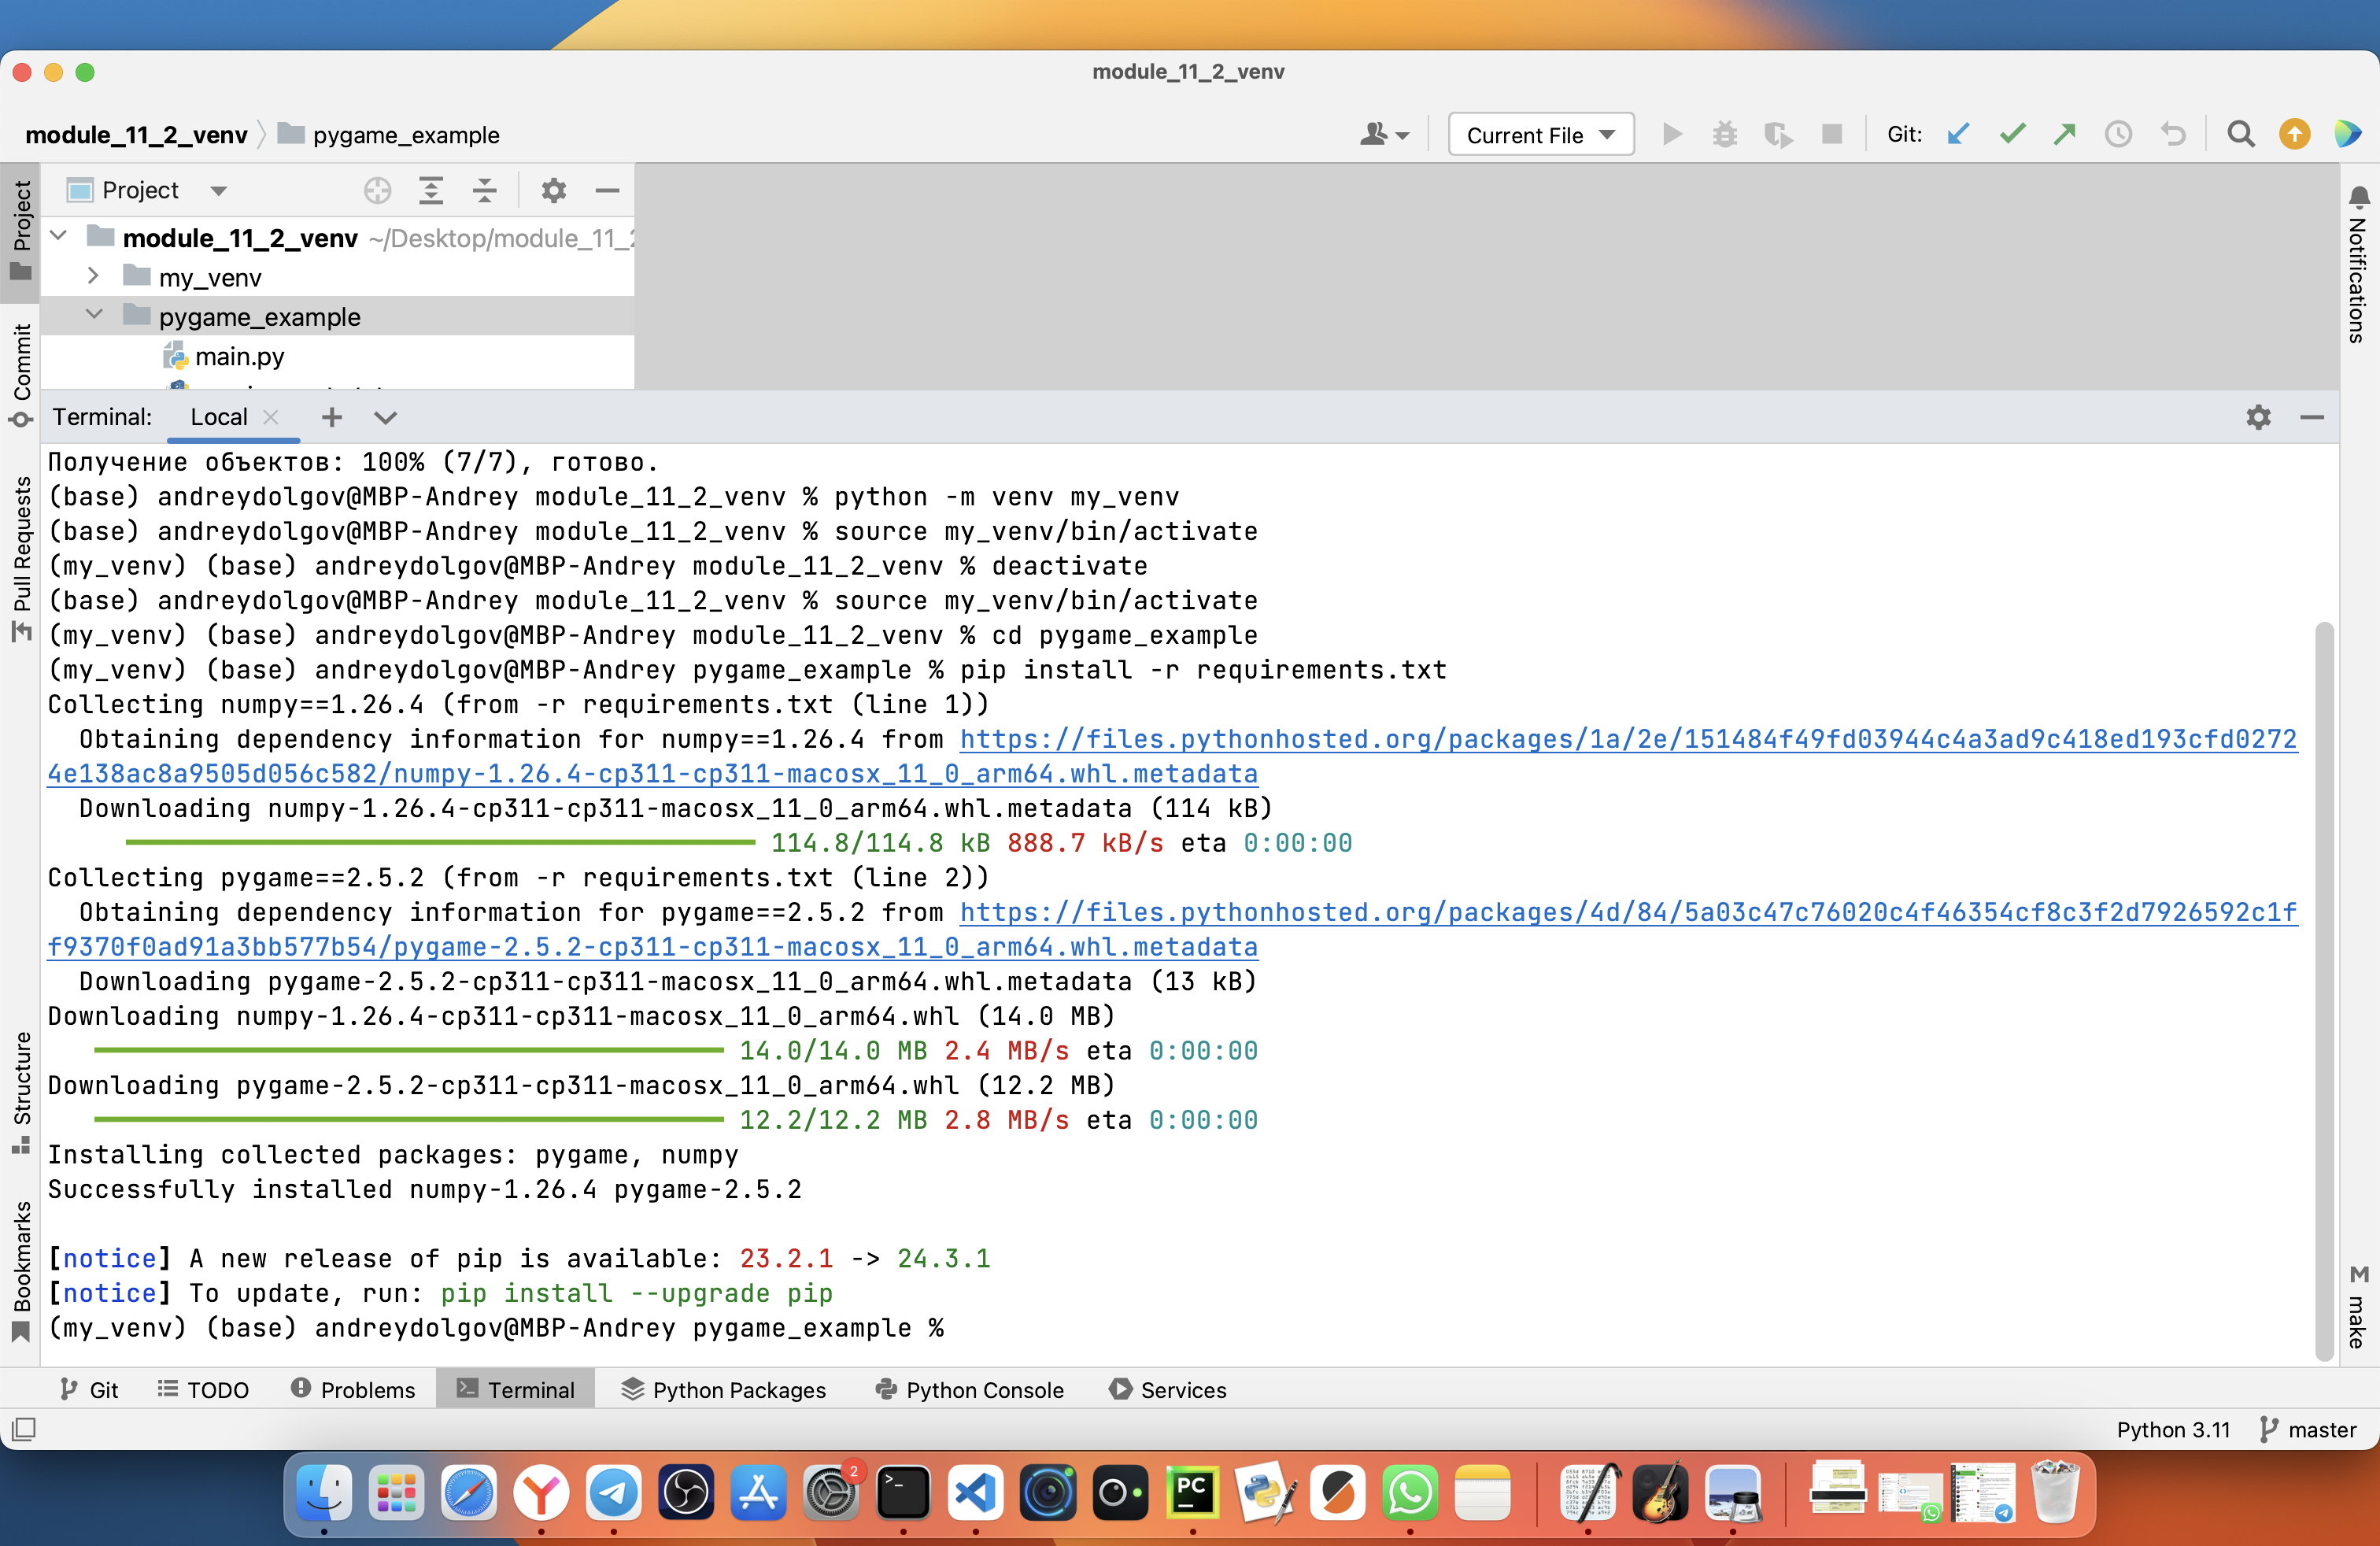 module_11_2_venv
module_11_2_venv pygame_example
Current File
Git:
Project
module_11_2_venv ~/Desktop/module_11_
my_venv
pygame_example
main.py
Project
Commit
Pull Requests
Structure
Bookmarks
Notifications
M make
Terminal: Local
Получение объектов: 100% (7/7), готово.
(base) andreydolgov@MBP-Andrey module_11_2_venv % python -m venv my_venv
(base) andreydolgov@MBP-Andrey module_11_2_venv % source my_venv/bin/activate
(my_venv) (base) andreydolgov@MBP-Andrey module_11_2_venv % deactivate
(base) andreydolgov@MBP-Andrey module_11_2_venv % source my_venv/bin/activate
(my_venv) (base) andreydolgov@MBP-Andrey module_11_2_venv % cd pygame_example
(my_venv) (base) andreydolgov@MBP-Andrey pygame_example % pip install -r requirements.txt
Collecting numpy==1.26.4 (from -r requirements.txt (line 1))
Obtaining dependency information for numpy==1.26.4 from https://files.pythonhosted.org/packages/1a/2e/151484f49fd03944c4a3ad9c418ed193cfd0272
4e138ac8a9505d056c582/numpy-1.26.4-cp311-cp311-macosx_11_0_arm64.whl.metadata
Downloading numpy-1.26.4-cp311-cp311-macosx_11_0_arm64.whl.metadata (114 kB)
114.8/114.8 kB 888.7 kB/s eta 0:00:00
Collecting pygame==2.5.2 (from -r requirements.txt (line 2))
Obtaining dependency information for pygame==2.5.2 from https://files.pythonhosted.org/packages/4d/84/5a03c47c76020c4f46354cf8c3f2d7926592c1f
f9370f0ad91a3bb577b54/pygame-2.5.2-cp311-cp311-macosx_11_0_arm64.whl.metadata
Downloading pygame-2.5.2-cp311-cp311-macosx_11_0_arm64.whl.metadata (13 kB)
Downloading numpy-1.26.4-cp311-cp311-macosx_11_0_arm64.whl (14.0 MB)
14.0/14.0 MB 2.4 MB/s eta 0:00:00
Downloading pygame-2.5.2-cp311-cp311-macosx_11_0_arm64.whl (12.2 MB)
12.2/12.2 MB 2.8 MB/s eta 0:00:00
Installing collected packages: pygame, numpy
Successfully installed numpy-1.26.4 pygame-2.5.2
[notice] A new release of pip is available: 23.2.1 -> 24.3.1
[notice] To update, run: pip install --upgrade pip
(my_venv) (base) andreydolgov@MBP-Andrey pygame_example %
Git TODO Problems Terminal Python Packages Python Console Services
Python 3.11 master
2
PC